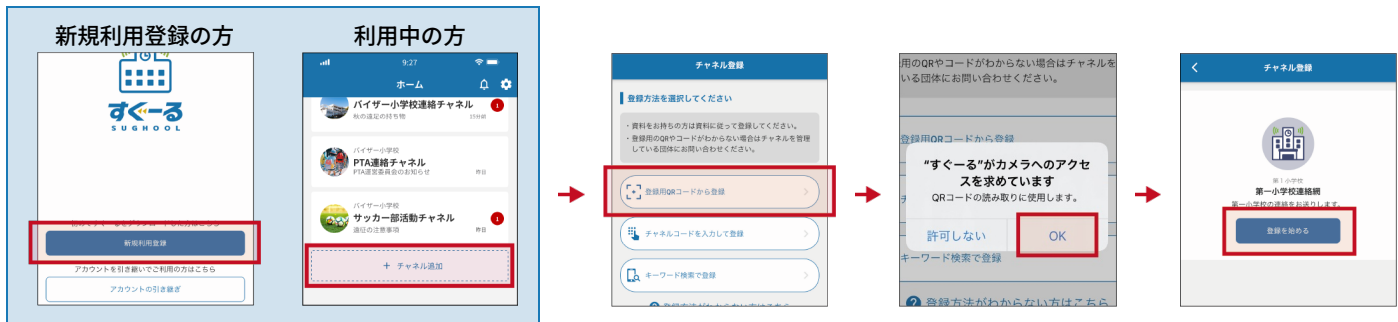 新規利用登録の方
すぐーる
SUGHOOL
新規利用登録
アカウントを引き継いでご利用の方はこちら
アカウントの引き継ぎ
利用中の方
9:27
ホーム
バイザー小学校連絡チャネル
秋の遠足の持ち物
15分前
1
バイザー小学校
PTA連絡チャネル
PTA運営委員会のお知らせ
昨日
バイザー小学校
サッカー部活動チャネル
遠征の注意事項
昨日
1
+ チャネル追加
チャネル登録
登録方法を選択してください
・資料をお持ちの方は資料に従って登録してください。
・登録用のQRやコードがわからない場合はチャネルを管理
している団体にお問い合わせください。
登録用QRコードから登録
チャネルコードを入力して登録
キーワード検索で登録
登録方法がわからない方はこちら
用のQRやコードがわからない場合はチャネルを
いる団体にお問い合わせください。
登録用QRコードから登録
"すぐーる"がカメラへのアクセ
スを求めています
QRコードの読み取りに使用します。
許可しない
OK
キーワード検索で登録
登録方法がわからない方はこちら
チャネル登録
第1小学校
第一小学校連絡網
第一小学校の連絡をお送りします。
登録を始める